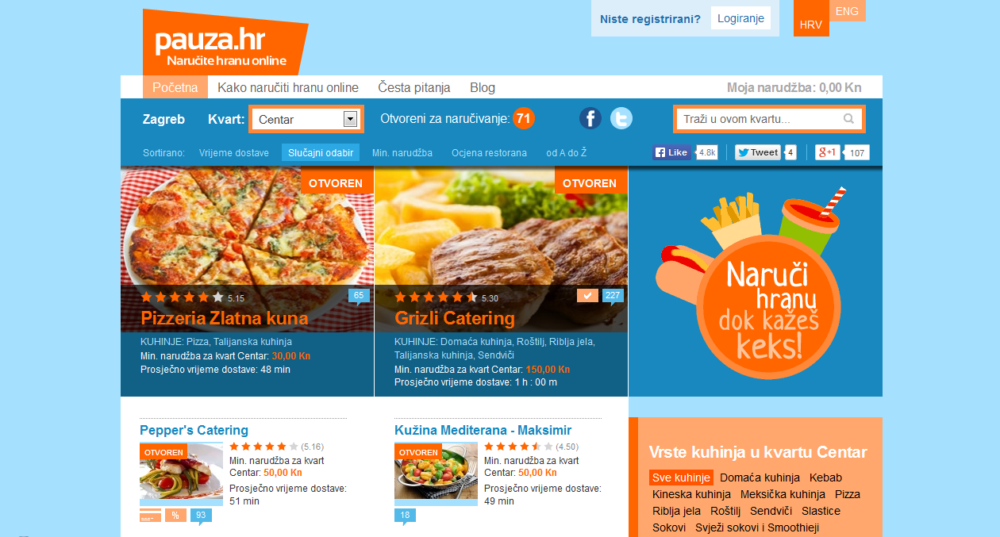 Niste registrirani?
Logiranje
HRV
ENG
pauza.hr
Naručite hranu online
Početna
Kako naručiti hranu online
Česta pitanja
Blog
Moja narudžba: 0,00 Kn
Zagreb
Kvart:
Centar
Otvoreni za naručivanje: 71
f
Traži u ovom kvartu...
Sortirano:
Vrijeme dostave
Slučajni odabir
Min. narudžba
Ocjena restorana
od A do Ž
Like
4.8k
Tweet
4
g+1
107
OTVOREN
5.15
65
Pizzeria Zlatna kuna
KUHINJE: Pizza, Talijanska kuhinja
Min. narudžba za kvart Centar: 30,00 Kn
Prosječno vrijeme dostave: 48 min
OTVOREN
5.30
227
Grizli Catering
KUHINJE: Domaća kuhinja, Roštilj, Riblja jela,
Talijanska kuhinja, Sendviči
Min. narudžba za kvart Centar: 150,00 Kn
Prosječno vrijeme dostave: 1 h : 00 m
Naruči
hranu
dok kažeš
keks!
Pepper's Catering
OTVOREN
(5.16)
Min. narudžba za kvart
Centar: 50,00 Kn
Prosječno vrijeme dostave:
51 min
%
93
Kužina Mediterana - Maksimir
OTVOREN
(4.50)
Min. narudžba za kvart
Centar: 50,00 Kn
Prosječno vrijeme dostave:
49 min
18
Vrste kuhinja u kvartu Centar
Sve kuhinje Domaća kuhinja Kebab
Kineska kuhinja Meksička kuhinja Pizza
Riblja jela Roštilj Sendviči Slastice
Sokovi Svježi sokovi i Smoothieji